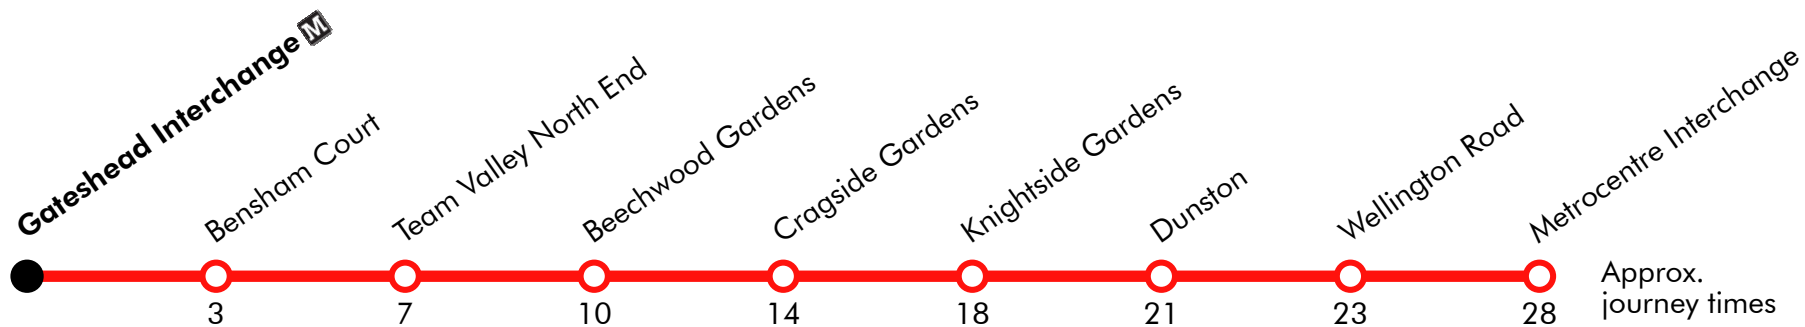 Gateshead Interchange M
Bensham Court
Team Valley North End
Beechwood Gardens
Cragside Gardens
Knightside Gardens
Dunston
Wellington Road
Metrocentre Interchange
3 7 10 14 18 21 23 28
Approx.
journey times